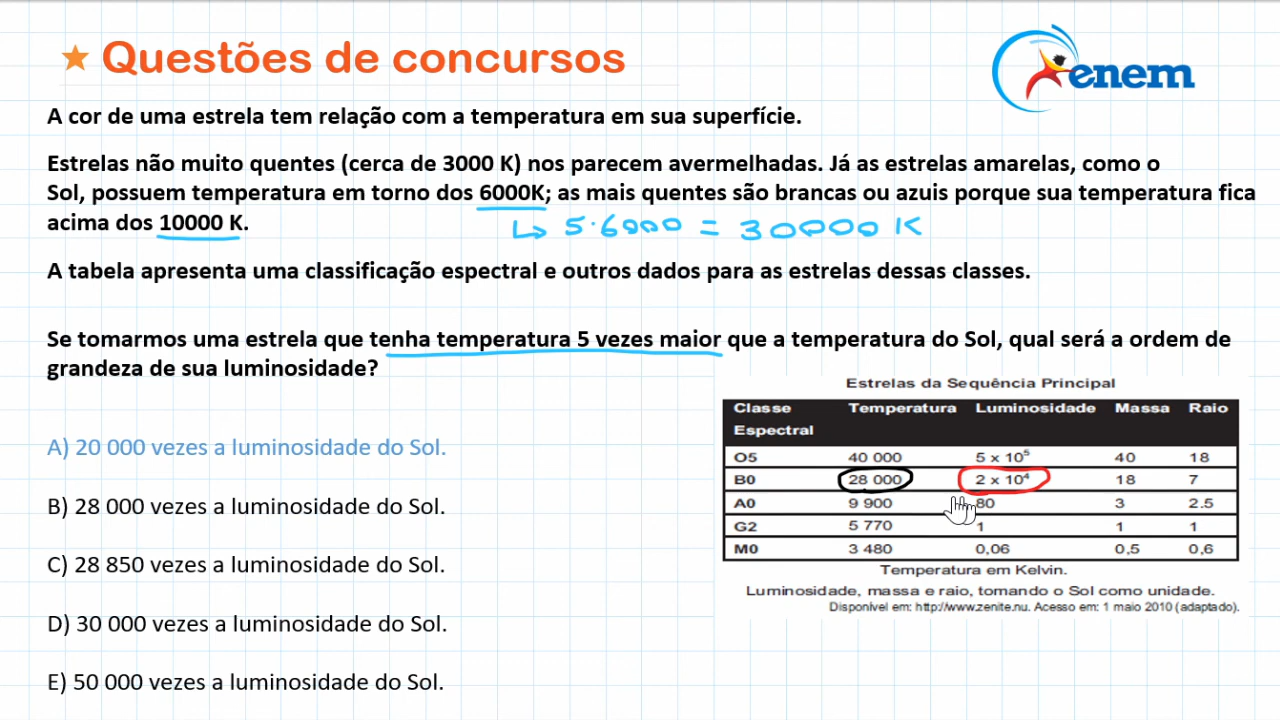 Questões de concursos
enem
A cor de uma estrela tem relação com a temperatura em sua superfície.
Estrelas não muito quentes (cerca de 3000 K) nos parecem avermelhadas. Já as estrelas amarelas, como o
Sol, possuem temperatura em torno dos 6000K; as mais quentes são brancas ou azuis porque sua temperatura fica
acima dos 10000 K.
↳ 5·6000 = 30000 K
A tabela apresenta uma classificação espectral e outros dados para as estrelas dessas classes.
Se tomarmos uma estrela que tenha temperatura 5 vezes maior que a temperatura do Sol, qual será a ordem de
grandeza de sua luminosidade?
A) 20 000 vezes a luminosidade do Sol.
B) 28 000 vezes a luminosidade do Sol.
C) 28 850 vezes a luminosidade do Sol.
D) 30 000 vezes a luminosidade do Sol.
E) 50 000 vezes a luminosidade do Sol.
Estrelas da Sequência Principal
Classe Espectral Temperatura Luminosidade Massa Raio
O5 40 000 5 x 10⁵ 40 18
B0 28 000 2 x 10⁴ 18 7
A0 9 900 80 3 2.5
G2 5 770 1 1 1
M0 3 480 0,06 0,5 0,6
Temperatura em Kelvin.
Luminosidade, massa e raio, tomando o Sol como unidade.
Disponível em: http://www.zenite.nu. Acesso em: 1 maio 2010 (adaptado).